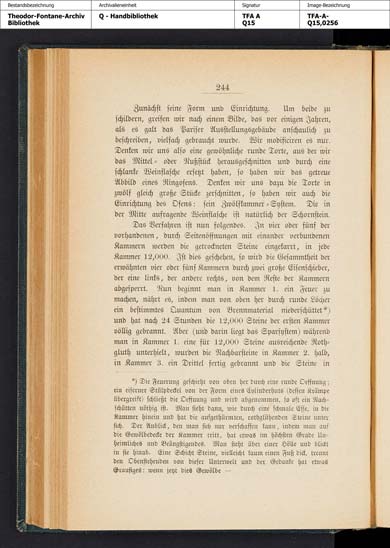 Bestandsbezeichnung
Archivalieneinheit
Signatur
Image-Bezeichnung
Theodor-Fontane-Archiv
Bibliothek
Q - Handbibliothek
TFA A
Q15
TFA-A-
Q15,0256
244
Zunächst seine Form und Einrichtung. Um beide zu
schildern, greifen wir nach einem Bilde, das vor einigen Jahren,
als es galt das Pariser Ausstellungsgebäude anschaulich zu
beschreiben, vielfach gebraucht wurde. Wir modificiren es nur.
Denken wir uns also eine gewöhnliche runde Torte, aus der wir
das Mittel- oder Nußstück herausgeschnitten und durch eine
schlanke Weinflasche ersetzt haben, so haben wir das getreue
Abbild eines Ringofens. Denken wir uns dazu die Torte in
zwölf gleich große Stücke zerschnitten, so haben wir auch die
Einrichtung des Ofens: sein Zwölfkammer-System. Die in
der Mitte aufragende Weinflasche ist natürlich der Schornstein.
Das Verfahren ist nun folgendes. In vier oder fünf der
vorhandenen, durch Seitenöffnungen mit einander verbundenen
Kammern werden die getrockneten Steine eingekarrt, in jede
Kammer 12,000. Ist dies geschehen, so wird die Gesammtheit der
erwähnten vier oder fünf Kammern durch zwei große Eisenschieber,
der eine links, der andere rechts, von dem Reste der Kammern
abgesperrt. Nun beginnt man in Kammer 1. ein Feuer zu
machen, nährt es, indem man von oben her durch runde Löcher
ein bestimmtes Quantum von Brennmaterial niederschüttet*)
und hat nach 24 Stunden die 12,000 Steine der ersten Kammer
völlig gebrannt. Aber (und darin liegt das Sparsystem) während
man in Kammer 1. eine für 12,000 Steine ausreichende Roth-
gluth unterhielt, wurden die Nachbarsteine in Kammer 2. halb,
in Kammer 3. ein Drittel fertig gebrannt und die Steine in
*) Die Feuerung geschieht von oben her durch eine runde Oeffnung;
ein eiserner Stülpdeckel von der Form eines Cylinderhuts (dessen Krämpe
übergreift) schließt die Oeffnung und wird abgenommen, so oft ein Nach-
schütten nöthig ist. Man sieht dann, wie durch eine schmale Esse, in die
Kammer hinein und hat die aufgethürmten, rothglühenden Steine unter
sich. Der Anblick, den man sich nur verschaffen kann, indem man auf
die Gewölbedecke der Kammer tritt, hat etwas im höchsten Grade Un-
heimliches und Beängstigendes. Man steht über einer Hölle und blickt
in sie hinab. Eine Schicht Steine, vielleicht kaum einen Fuß dick, trennt
den Obenstehenden von dieser Unterwelt und der Gedanke hat etwas
Grausiges: wenn jetzt dies Gewölbe —